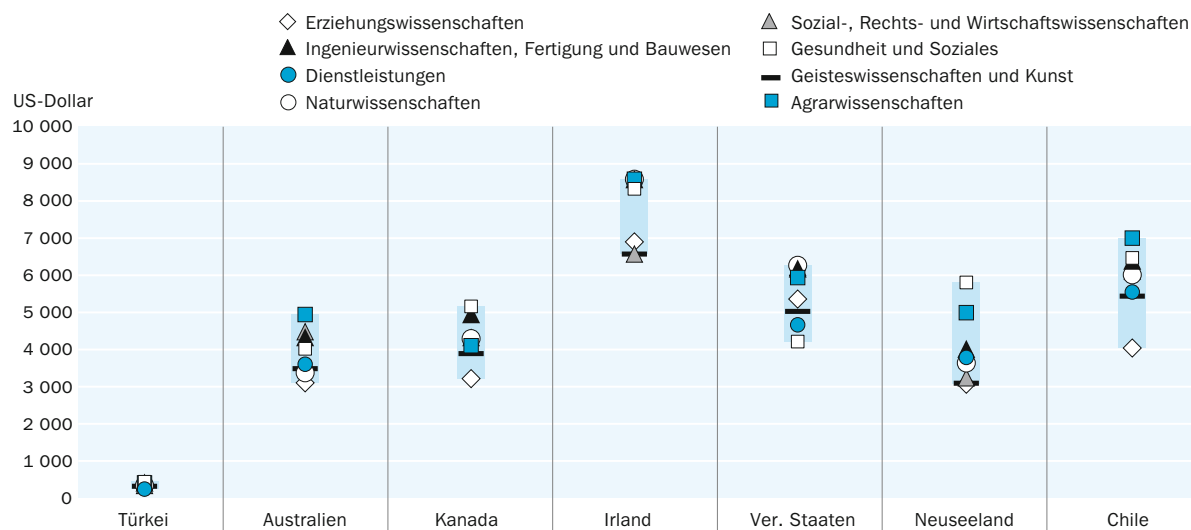 Erziehungswissenschaften
Ingenieurwissenschaften, Fertigung und Bauwesen
Dienstleistungen
Naturwissenschaften
Sozial-, Rechts- und Wirtschaftswissenschaften
Gesundheit und Soziales
Geisteswissenschaften und Kunst
Agrarwissenschaften
US-Dollar
10 000
9 000
8 000
7 000
6 000
5 000
4 000
3 000
2 000
1 000
0
Türkei Australien Kanada Irland Ver. Staaten Neuseeland Chile